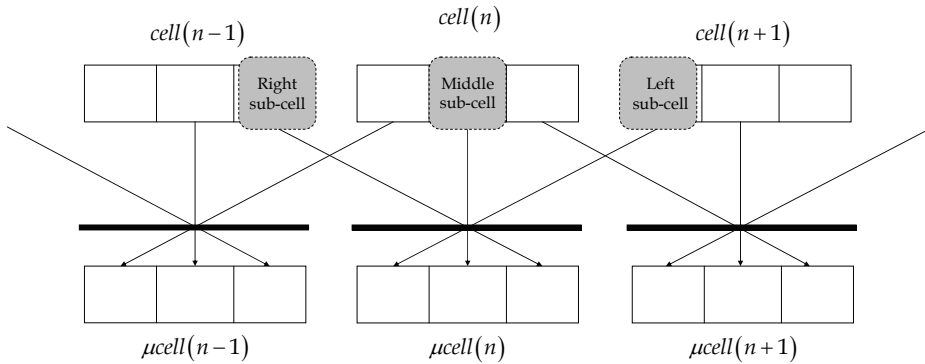 cell(n)
cell(n−1)
cell(n+1)
Right
sub-cell
Middle
sub-cell
Left
sub-cell
μcell(n−1)
μcell(n)
μcell(n+1)